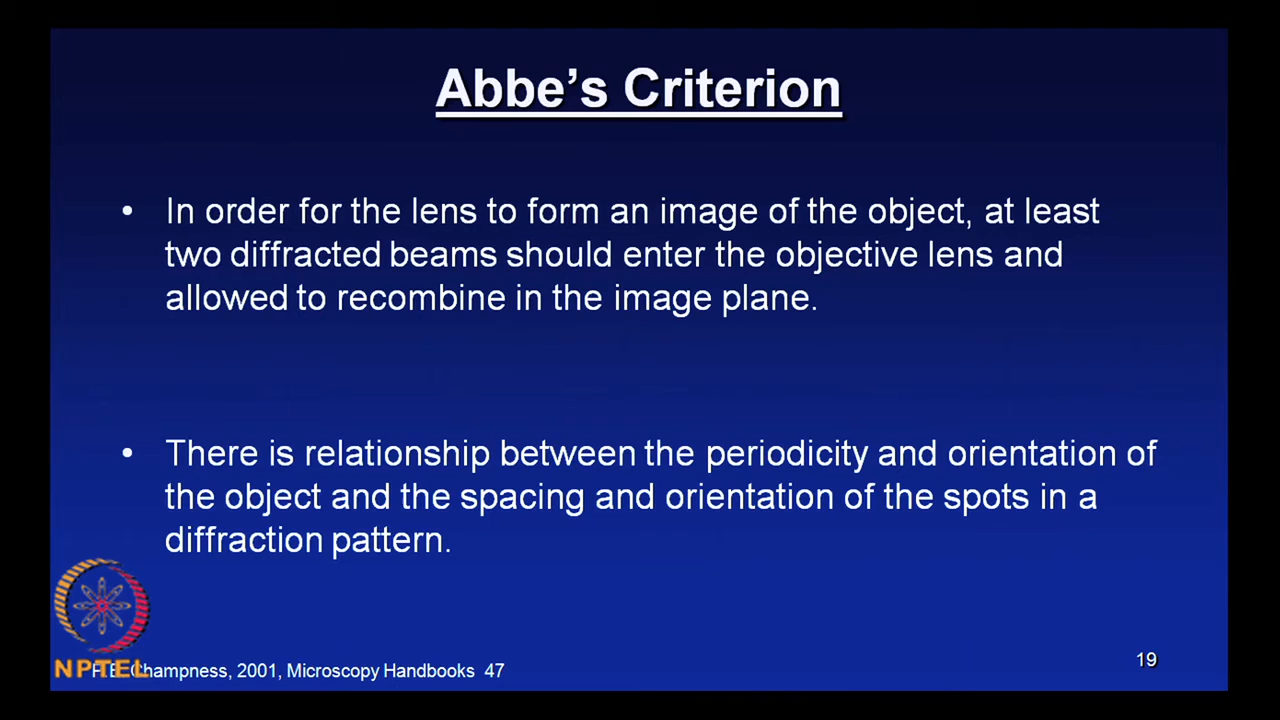 Abbe's Criterion
• In order for the lens to form an image of the object, at least
two diffracted beams should enter the objective lens and
allowed to recombine in the image plane.
• There is relationship between the periodicity and orientation of
the object and the spacing and orientation of the spots in a
diffraction pattern.
19
NPTEL
Champness, 2001, Microscopy Handbooks 47